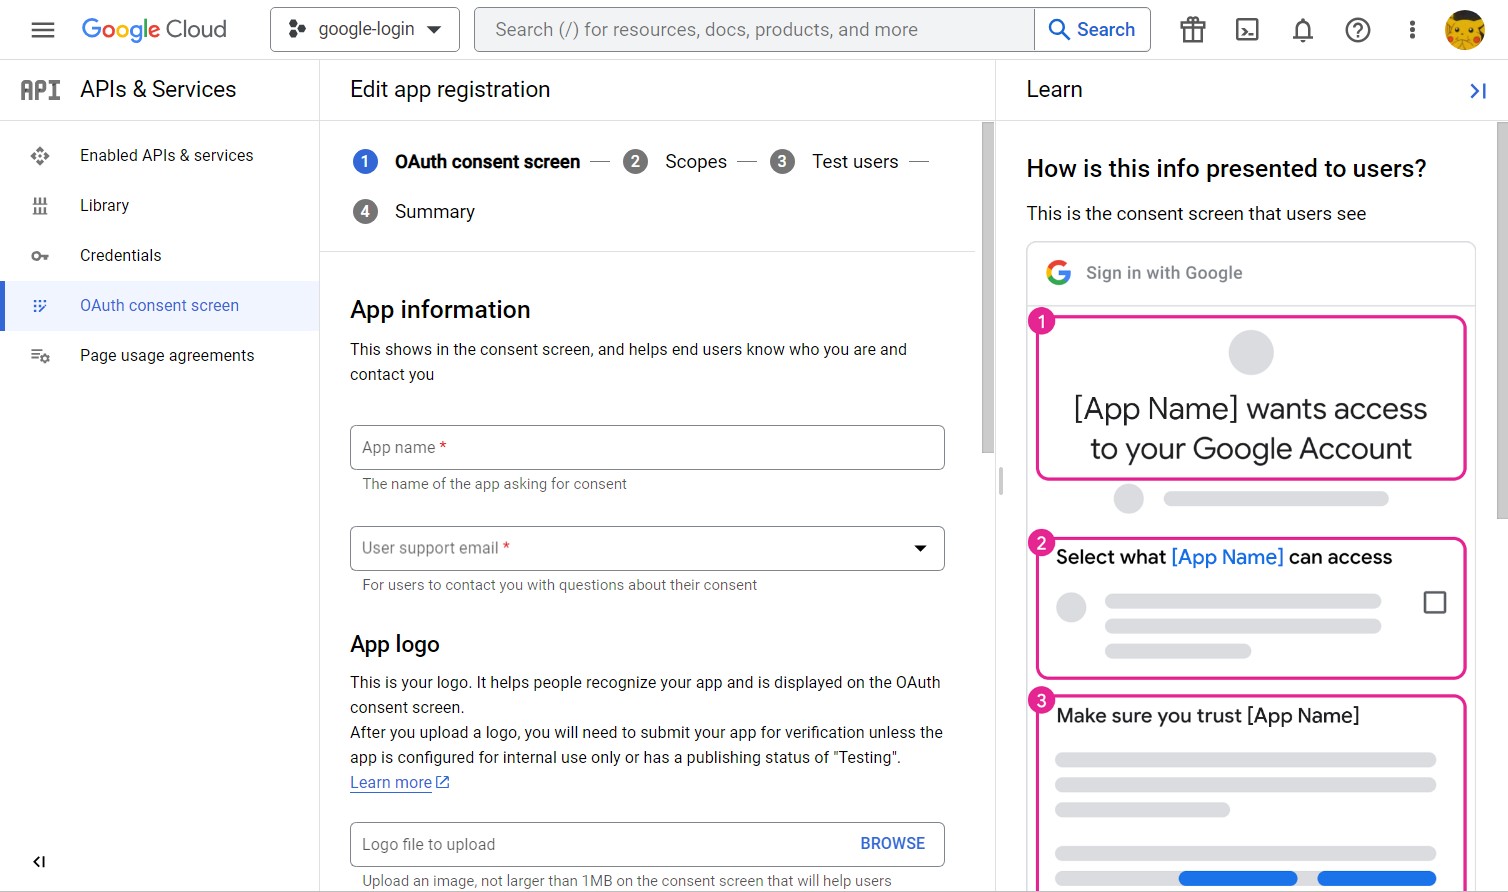 Google Cloud
google-login
Search (/) for resources, docs, products, and more
Search
API APIs & Services
Enabled APIs & services
Library
Credentials
OAuth consent screen
Page usage agreements
Edit app registration
1 OAuth consent screen
2 Scopes
3 Test users
4 Summary
App information
This shows in the consent screen, and helps end users know who you are and
contact you
App name *
The name of the app asking for consent
User support email *
For users to contact you with questions about their consent
App logo
This is your logo. It helps people recognize your app and is displayed on the OAuth
consent screen.
After you upload a logo, you will need to submit your app for verification unless the
app is configured for internal use only or has a publishing status of "Testing".
Learn more
Logo file to upload
BROWSE
Upload an image, not larger than 1MB on the consent screen that will help users
Learn
How is this info presented to users?
This is the consent screen that users see
Sign in with Google
1
[App Name] wants access
to your Google Account
2
Select what [App Name] can access
3
Make sure you trust [App Name]